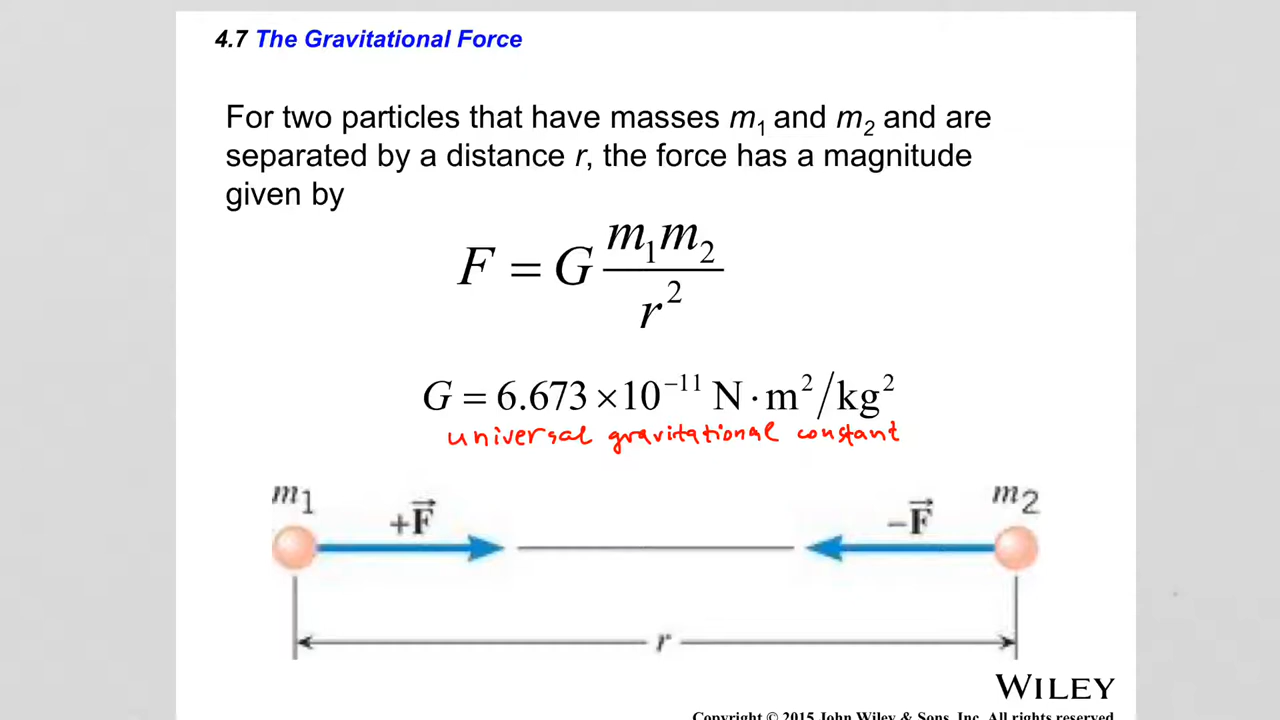 4.7 The Gravitational Force
For two particles that have masses m₁ and m₂ and are
separated by a distance r, the force has a magnitude
given by
F = G m₁m₂ / r²
G = 6.673 ×10⁻¹¹ N·m²/kg²
universal gravitational constant
m₁ +F⃗ −F⃗ m₂
r
WILEY
Copyright © 2015 John Wiley & Sons, Inc. All rights reserved.